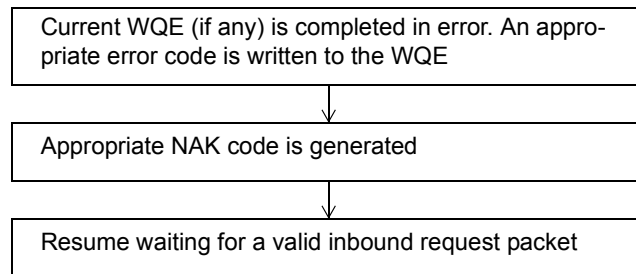 Current WQE (if any) is completed in error. An appro-
priate error code is written to the WQE
Appropriate NAK code is generated
Resume waiting for a valid inbound request packet